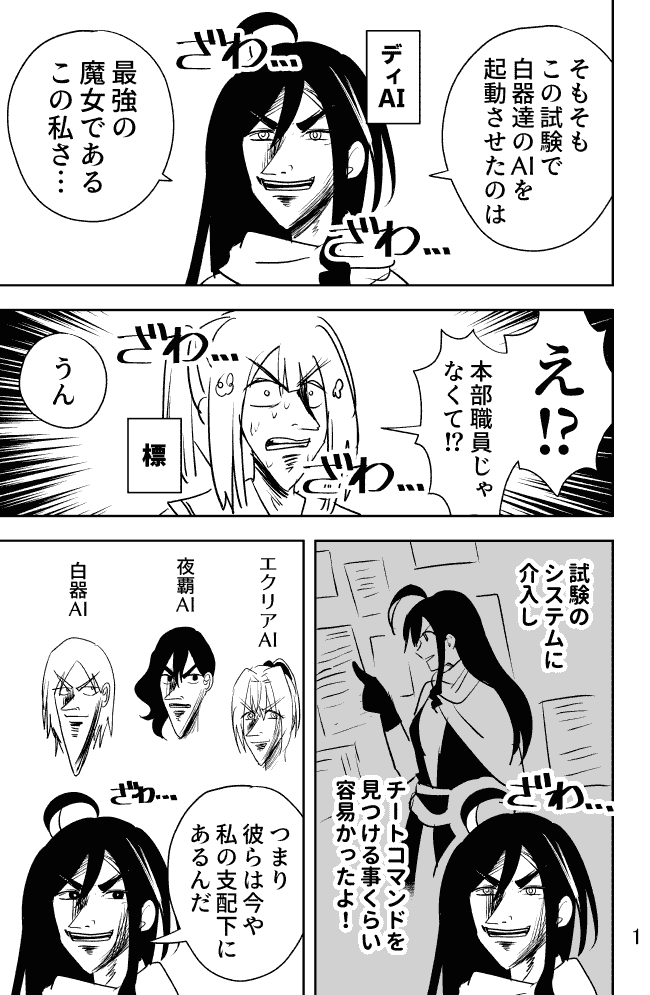 そもそも
この試験で
白器達のAIを
起動させたのは
ディ
AI
ざわ…
最強の
魔女である
この私さ…
ざわ…
え!?
本部職員じゃ
なくて!?
ざわ…
標
ざわ…
うん
試験の
システムに
介入し
チートコマンドを
見つける事くらい
容易かったよ！
ざわ…
エクリアAI
夜覇AI
白器AI
ざわ…
つまり
彼らは今や
私の支配下に
あるんだ
1